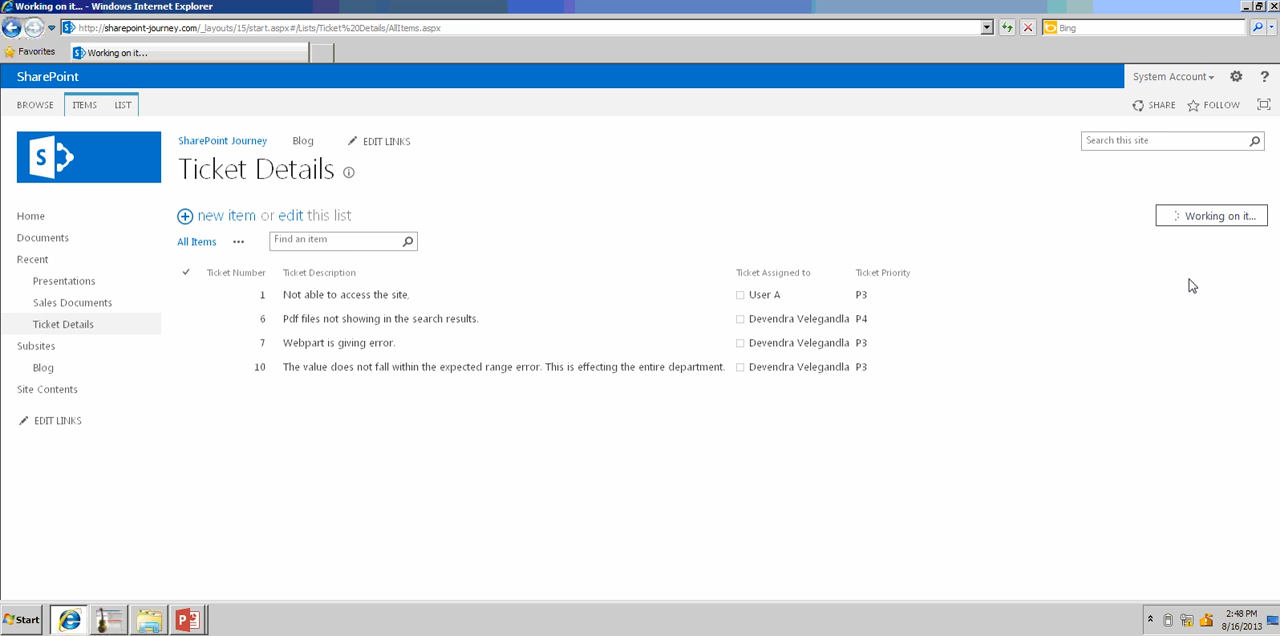 Working on it... - Windows Internet Explorer
http://sharepoint-journey.com/_layouts/15/start.aspx#/Lists/Ticket%20Details/AllItems.aspx
Bing
Favorites
Working on it...
SharePoint
System Account
?
BROWSE
ITEMS
LIST
SHARE
FOLLOW
S
SharePoint Journey
Blog
EDIT LINKS
Search this site
Ticket Details
Home
Documents
Recent
Presentations
Sales Documents
Ticket Details
Subsites
Blog
Site Contents
EDIT LINKS
new item or edit this list
Working on it...
All Items
...
Find an item
Ticket Number Ticket Description Ticket Assigned to Ticket Priority
1 Not able to access the site, User A P3
6 Pdf files not showing in the search results. Devendra Velegandla P4
7 Webpart is giving error. Devendra Velegandla P3
10 The value does not fall within the expected range error. This is effecting the entire department. Devendra Velegandla P3
Start
2:48 PM
8/16/2013